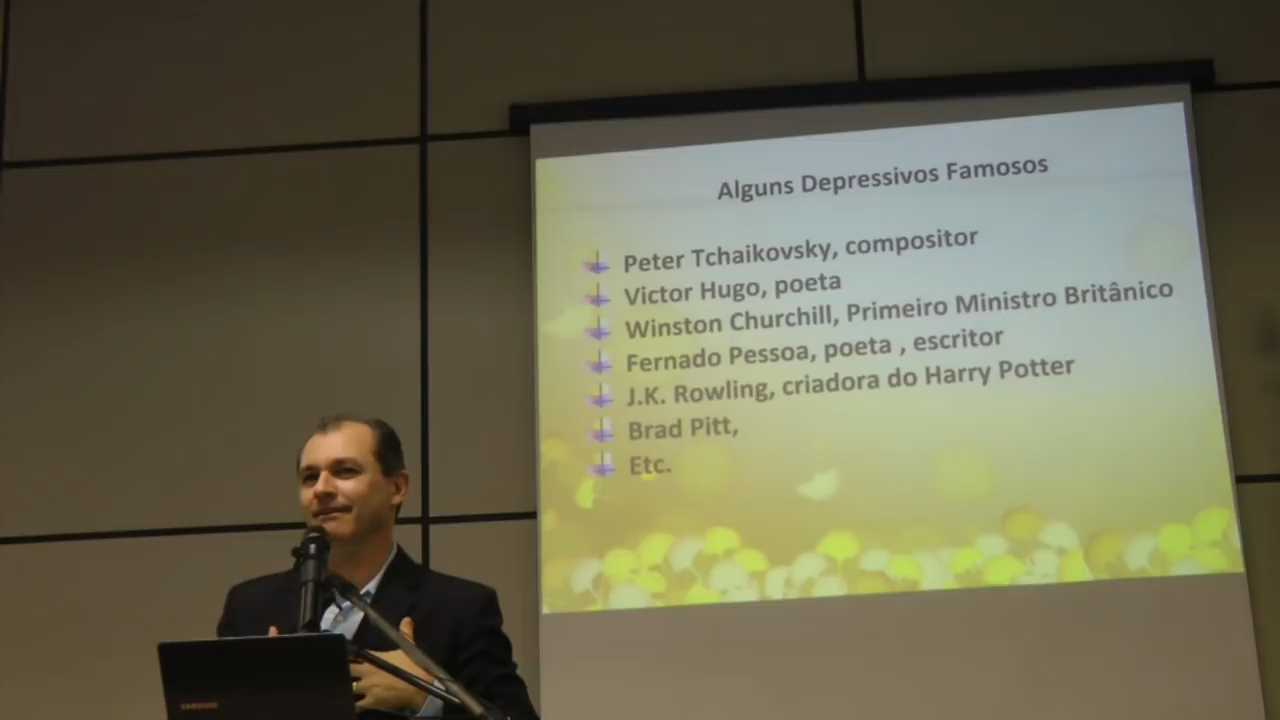 Alguns Depressivos Famosos
Peter Tchaikovsky, compositor
Victor Hugo, poeta
Winston Churchill, Primeiro Ministro Britânico
Fernado Pessoa, poeta , escritor
J.K. Rowling, criadora do Harry Potter
Brad Pitt,
Etc.
SAMSUNG